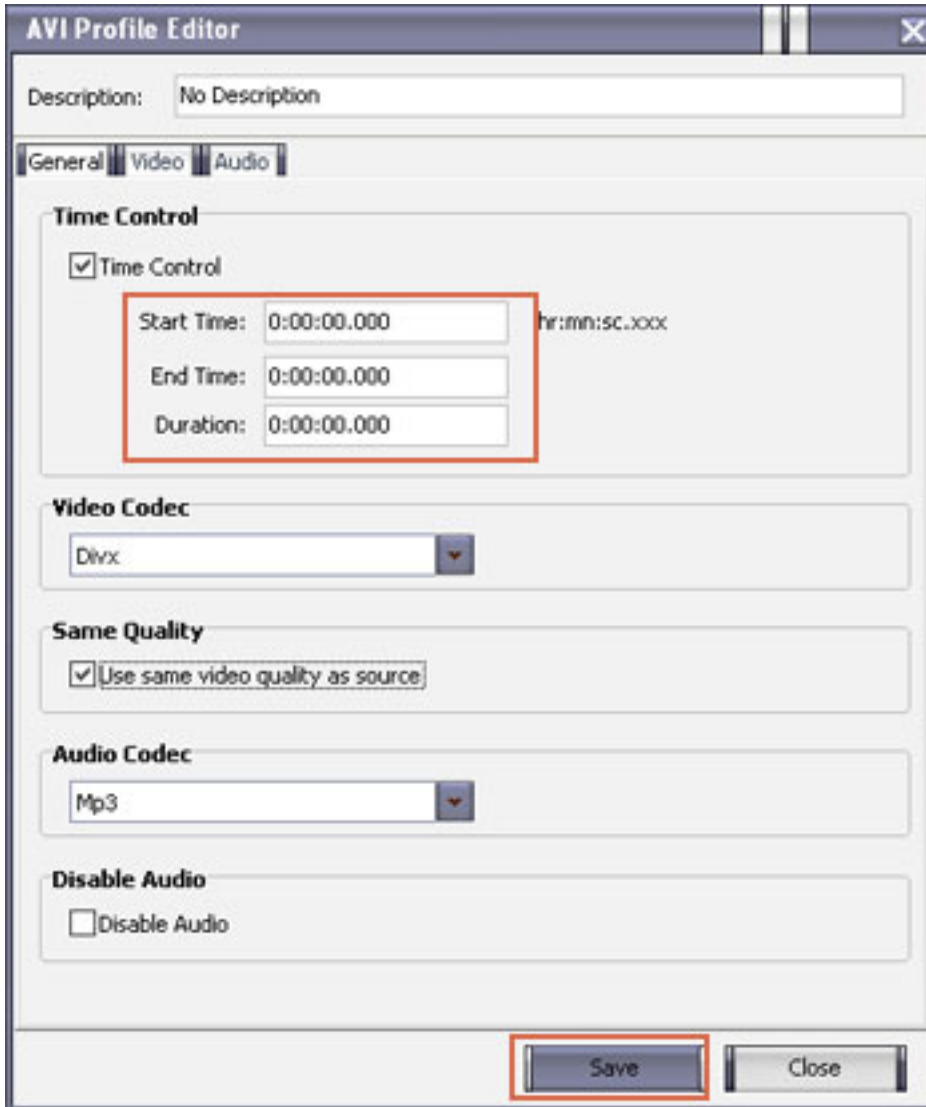 AVI Profile Editor
Description: No Description
General Video Audio
Time Control
Time Control
Start Time: 0:00:00.000 hr:mn:sc.xxx
End Time: 0:00:00.000
Duration: 0:00:00.000
Video Codec
Divx
Same Quality
Use same video quality as source
Audio Codec
Mp3
Disable Audio
Disable Audio
Save Close